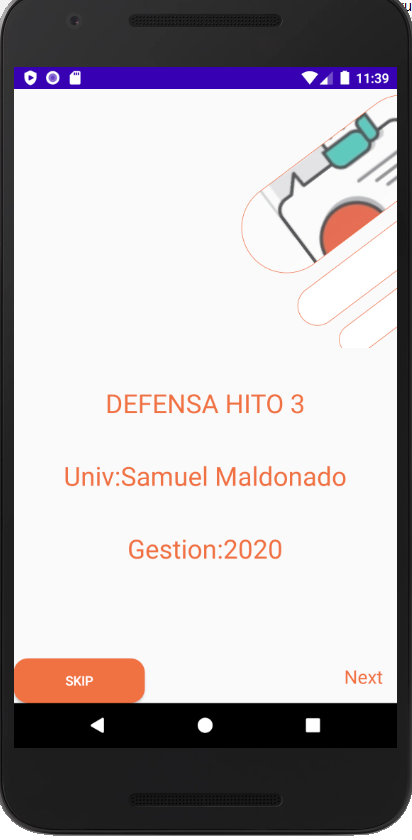 u
11:39
DEFENSA HITO 3
Univ:Samuel Maldonado
Gestion:2020
SKIP
Next